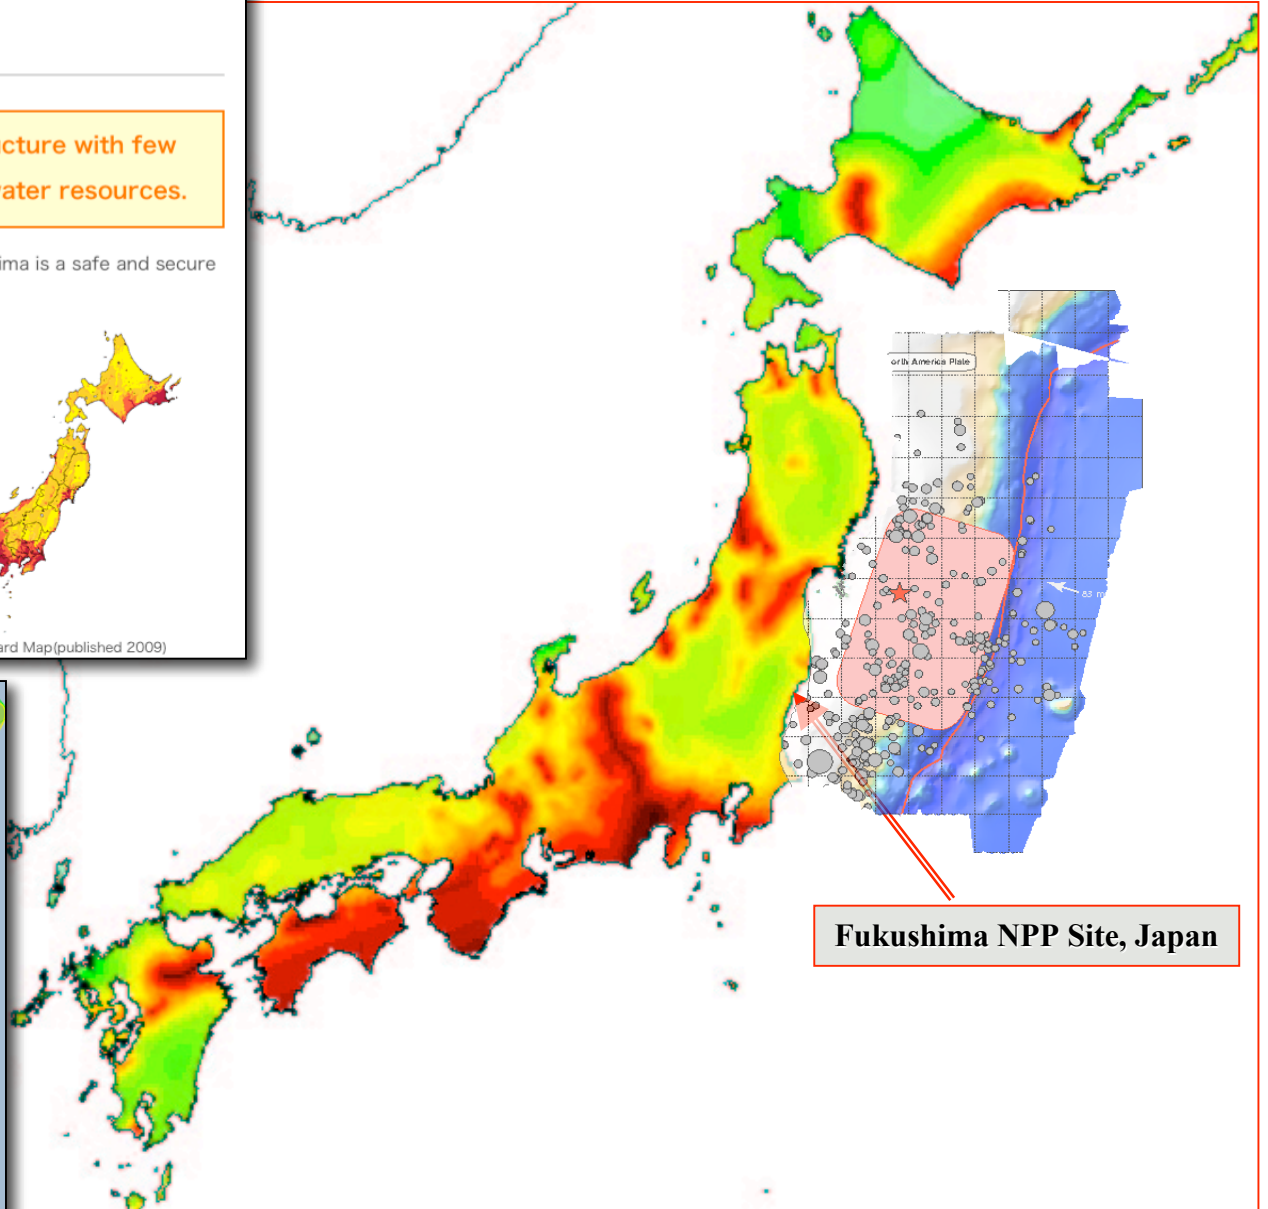 cture with few
ater resources.
ima is a safe and secure
ard Map(published 2009)
orth America Plate
83 m
Fukushima NPP Site, Japan